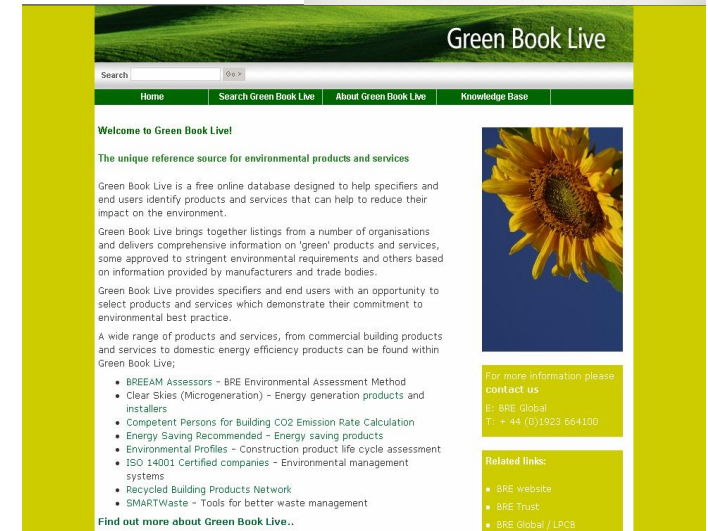 Green Book Live
Search
Go >
Home Search Green Book Live About Green Book Live Knowledge Base
Welcome to Green Book Live!
The unique reference source for environmental products and services
Green Book Live is a free online database designed to help specifiers and
end users identify products and services that can help to reduce their
impact on the environment.
Green Book Live brings together listings from a number of organisations
and delivers comprehensive information on 'green' products and services,
some approved to stringent environmental requirements and others based
on information provided by manufacturers and trade bodies.
Green Book Live provides specifiers and end users with an opportunity to
select products and services which demonstrate their commitment to
environmental best practice.
A wide range of products and services, from commercial building products
and services to domestic energy efficiency products can be found within
Green Book Live;
• BREEAM Assessors - BRE Environmental Assessment Method
• Clear Skies (Microgeneration) - Energy generation products and
installers
• Competent Persons for Building CO2 Emission Rate Calculation
• Energy Saving Recommended - Energy saving products
• Environmental Profiles - Construction product life cycle assessment
• ISO 14001 Certified companies - Environmental management
systems
• Recycled Building Products Network
• SMARTWaste - Tools for better waste management
Find out more about Green Book Live..
For more information please
contact us
E: BRE Global
T: + 44 (0)1923 664100
Related links:
• BRE website
• BRE Trust
• BRE Global / LPCB